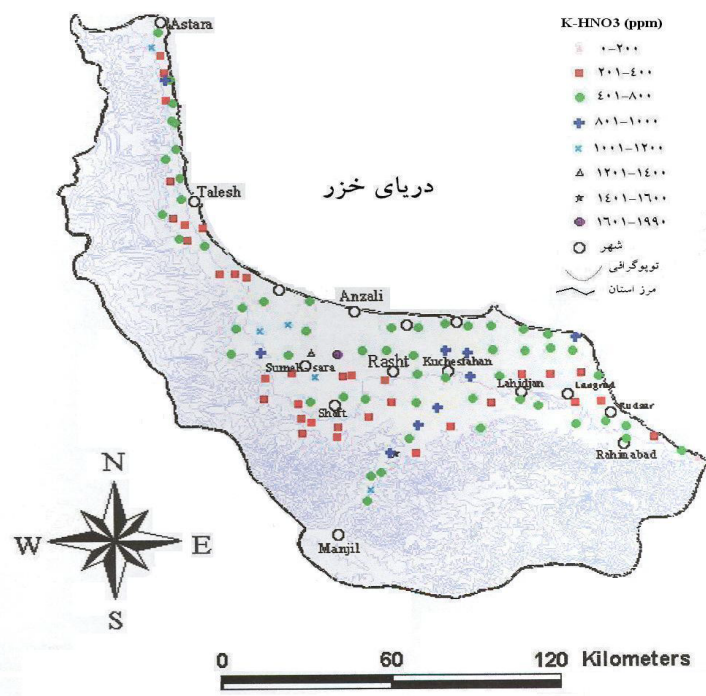 K-HNO3 (ppm)
۰-۲۰۰
۲۰۱-۴۰۰
۴۰۱-۸۰۰
۸۰۱-۱۰۰۰
۱۰۰۱-۱۲۰۰
۱۲۰۱-۱۴۰۰
۱۴۰۱-۱۶۰۰
۱۶۰۱-۱۹۹۰
شهر
توپوگرافی
مرز استان
Astara
Talesh
دریای خزر
Anzali
Rasht
Kuchesfahan
Sumahsara
Lahidjan
Langrud
Shaft
Rudsar
Rahimabad
Manjil
N
W
E
S
0
60
120
Kilometers